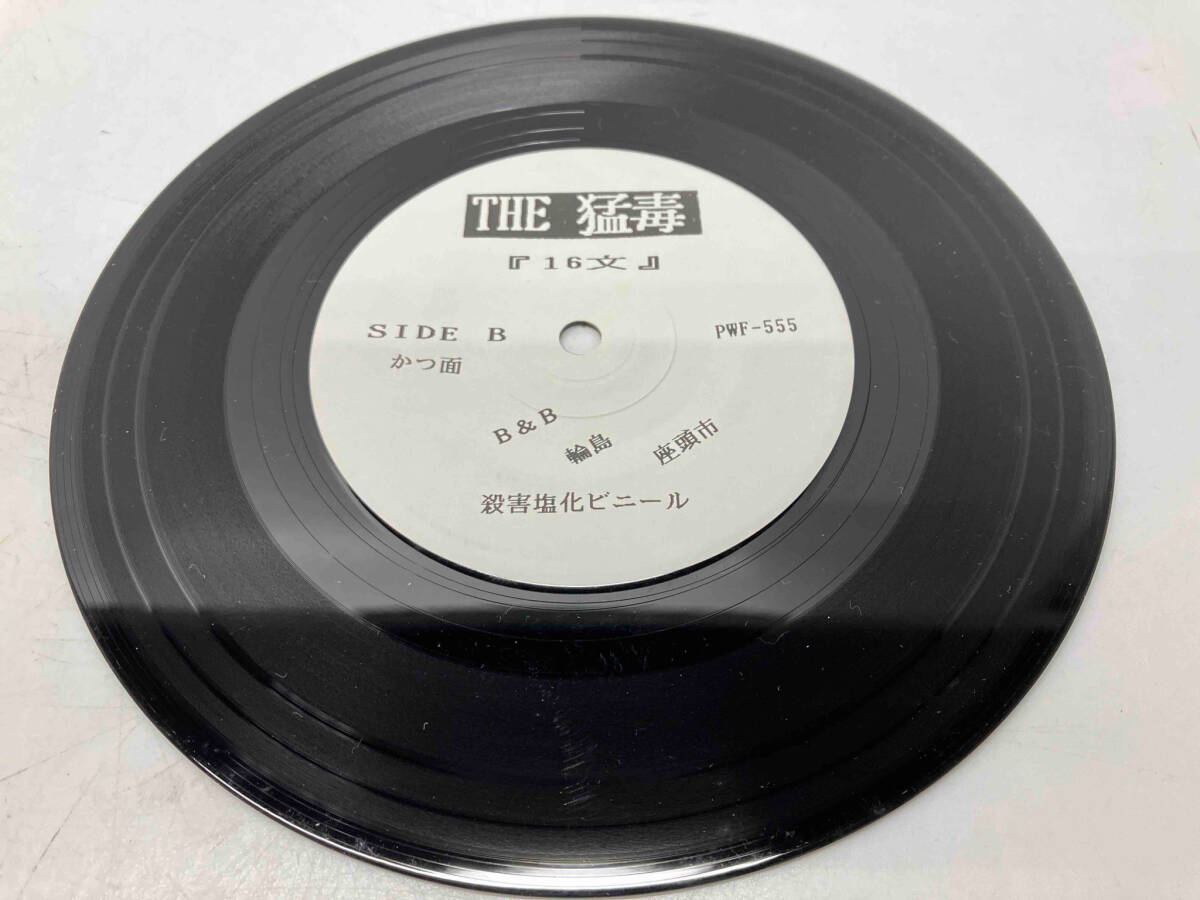 THE 猛毒
『16文』
SIDE B
PWF-555
かつ面
B&B
輪島
座頭市
殺害塩化ビニール